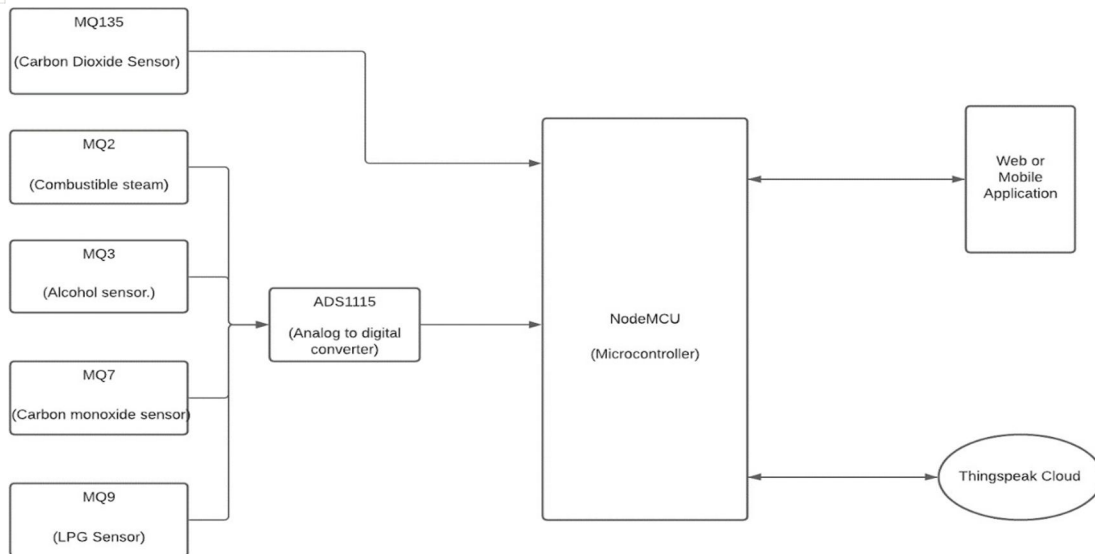 MQ135
(Carbon Dioxide Sensor)
MQ2
(Combustible steam)
MQ3
(Alcohol sensor.)
MQ7
(Carbon monoxide sensor)
MQ9
(LPG Sensor)
ADS1115
(Analog to digital
converter)
NodeMCU
(Microcontroller)
Web or
Mobile
Application
Thingspeak Cloud